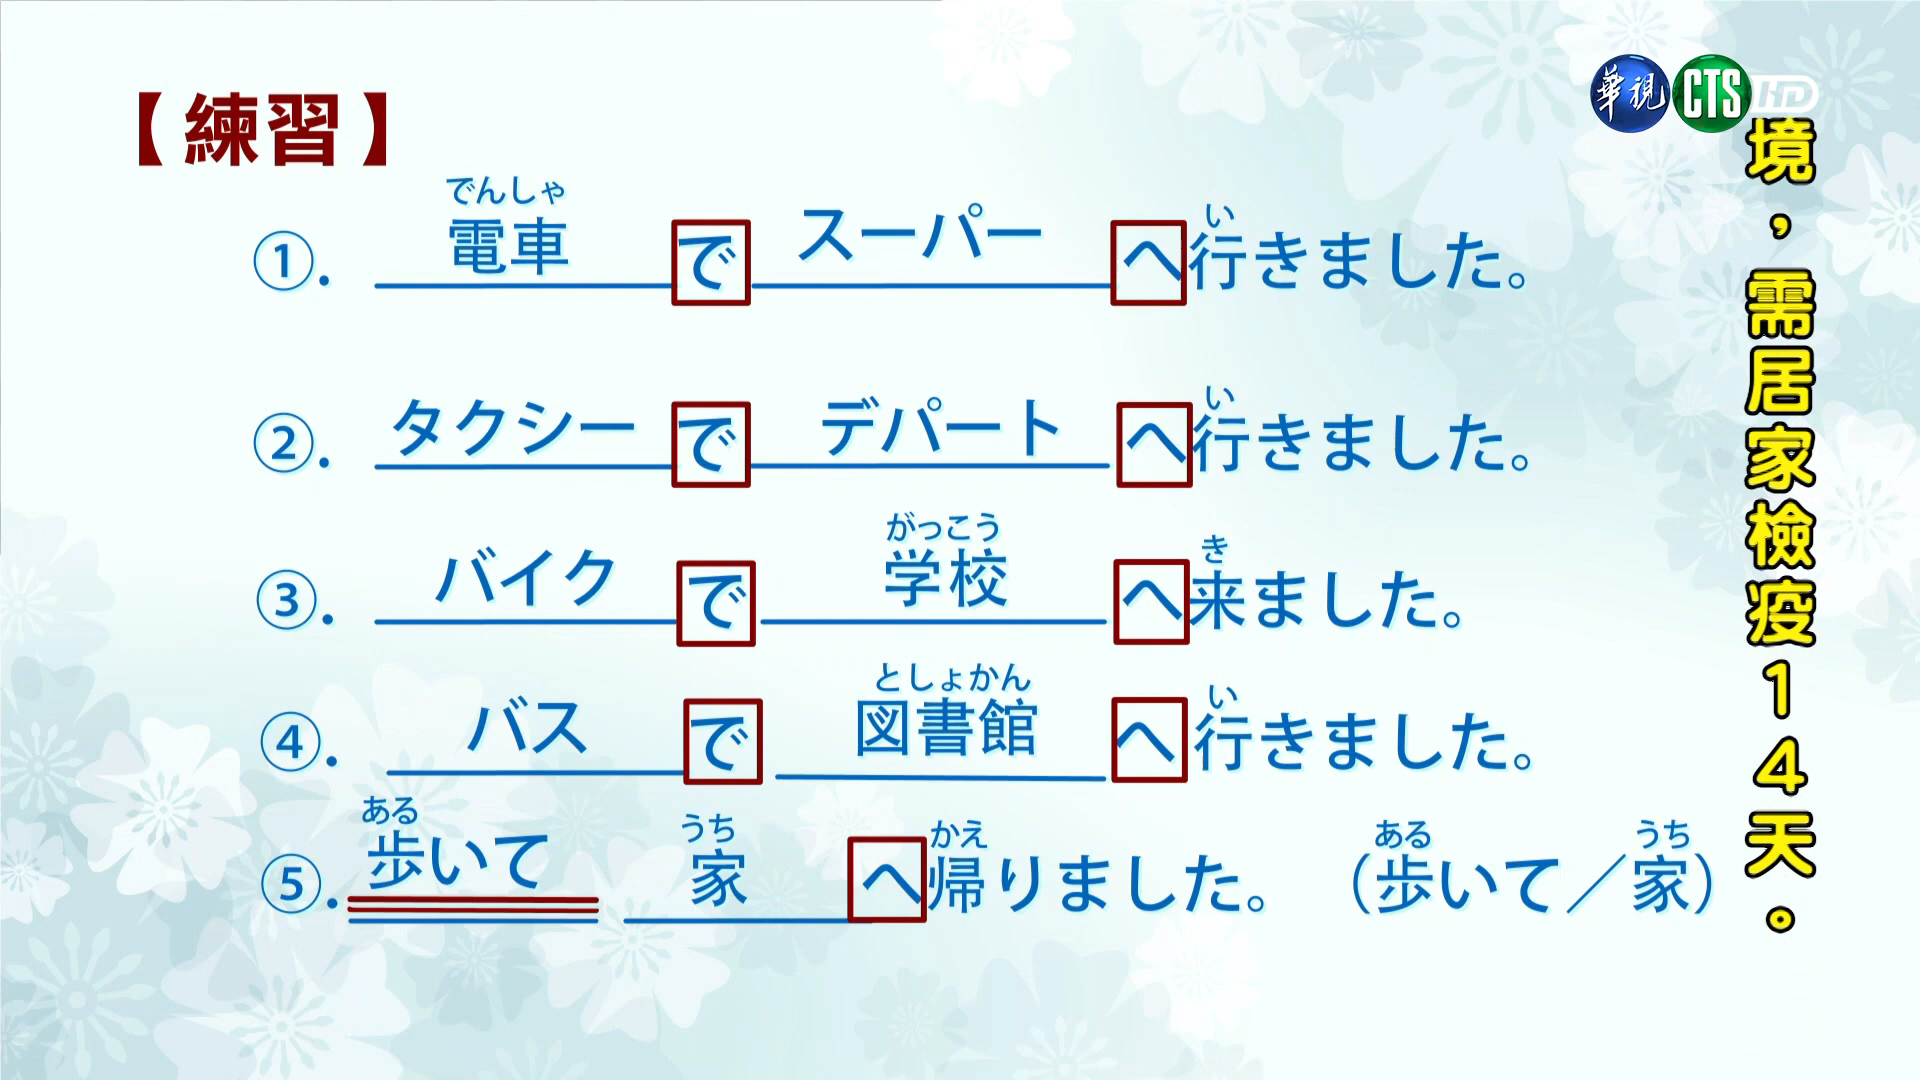 【練習】
華視 CTS HD
でんしゃ
①. 電車 で スーパー へ 行きました。
い
②. タクシー で デパート へ 行きました。
い
がっこう き
③. バイク で 学校 へ 来ました。
としょかん い
④. バス で 図書館 へ 行きました。
ある うち かえ ある うち
⑤. 歩いて 家 へ 帰りました。 （歩いて／家）
境，需居家檢疫14天。